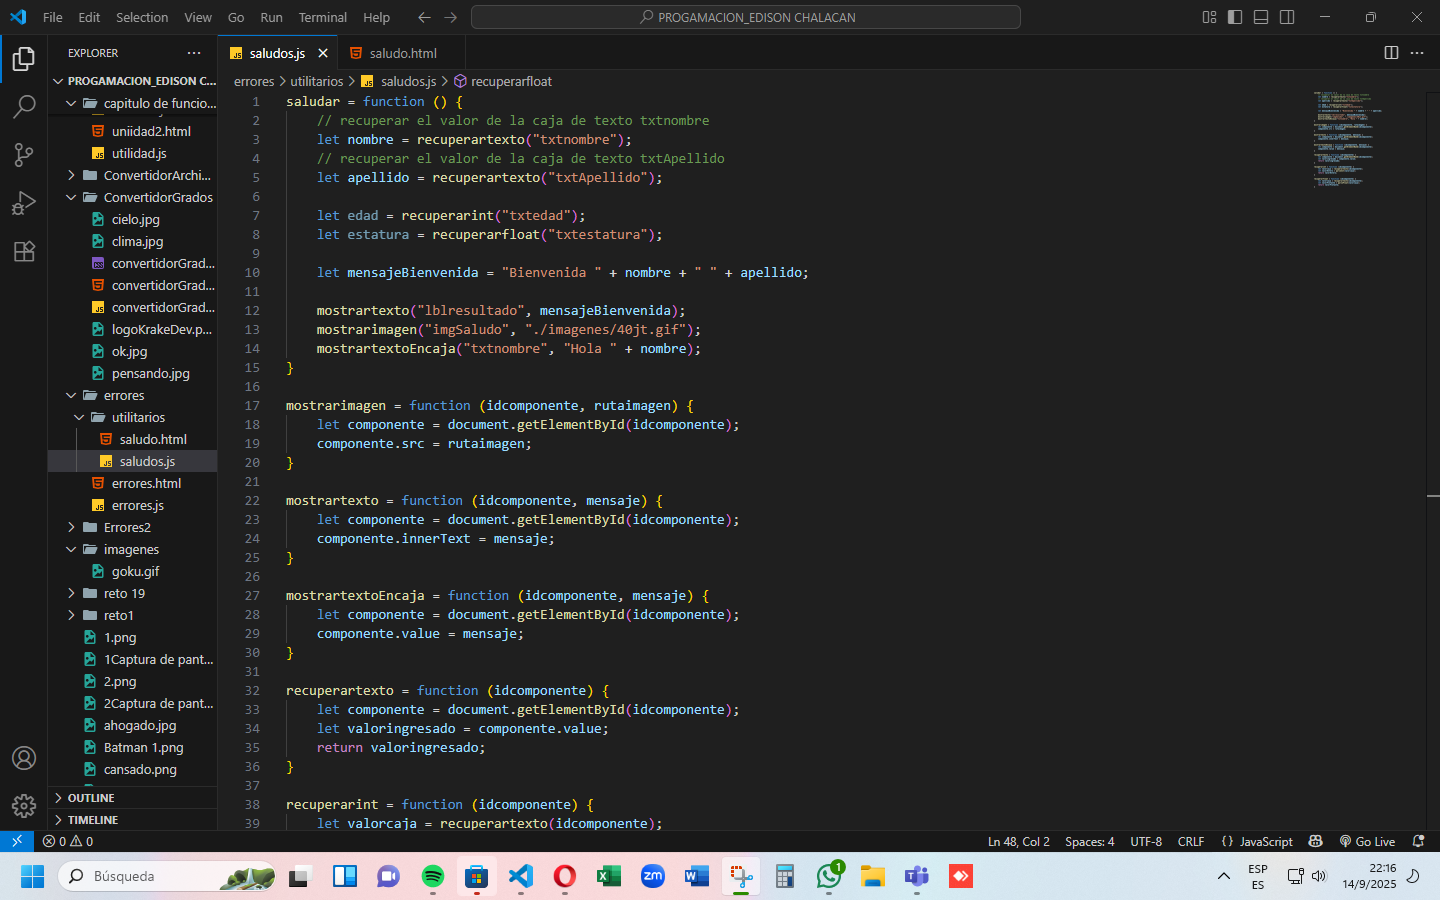 File Edit Selection View Go Run Terminal Help
PROGAMACION_EDISON CHALACAN
EXPLORER
PROGAMACION_EDISON C...
capitulo de funcio...
uniidad2.html
utilidad.js
ConvertidorArchi...
ConvertidorGrados
cielo.jpg
clima.jpg
convertidorGrad...
convertidorGrad...
convertidorGrad...
logoKrakeDev.p...
ok.jpg
pensando.jpg
errores
utilitarios
saludo.html
saludos.js
errores.html
errores.js
Errores2
imagenes
goku.gif
reto 19
reto1
1.png
1Captura de pant...
2.png
2Captura de pant...
ahogado.jpg
Batman 1.png
cansado.png
OUTLINE
TIMELINE
saludos.js saludo.html
errores > utilitarios > saludos.js > recuperarfloat
1 saludar = function () {
2 // recuperar el valor de la caja de texto txtnombre
3 let nombre = recuperartexto("txtnombre");
4 // recuperar el valor de la caja de texto txtApellido
5 let apellido = recuperartexto("txtApellido");
6
7 let edad = recuperarint("txtedad");
8 let estatura = recuperarfloat("txtestatura");
9
10 let mensajeBienvenida = "Bienvenida " + nombre + " " + apellido;
11
12 mostrartexto("lblresultado", mensajeBienvenida);
13 mostrarimagen("imgSaludo", "./imagenes/40jt.gif");
14 mostrartextoEncaja("txtnombre", "Hola " + nombre);
15 }
16
17 mostrarimagen = function (idcomponente, rutaimagen) {
18 let componente = document.getElementById(idcomponente);
19 componente.src = rutaimagen;
20 }
21
22 mostrartexto = function (idcomponente, mensaje) {
23 let componente = document.getElementById(idcomponente);
24 componente.innerText = mensaje;
25 }
26
27 mostrartextoEncaja = function (idcomponente, mensaje) {
28 let componente = document.getElementById(idcomponente);
29 componente.value = mensaje;
30 }
31
32 recuperartexto = function (idcomponente) {
33 let componente = document.getElementById(idcomponente);
34 let valoringresado = componente.value;
35 return valoringresado;
36 }
37
38 recuperarint = function (idcomponente) {
39 let valorcaja = recuperartexto(idcomponente);
0 0
Ln 48, Col 2 Spaces: 4 UTF-8 CRLF {} JavaScript Go Live
Búsqueda
zm
1
ESP
ES
22:16
14/9/2025